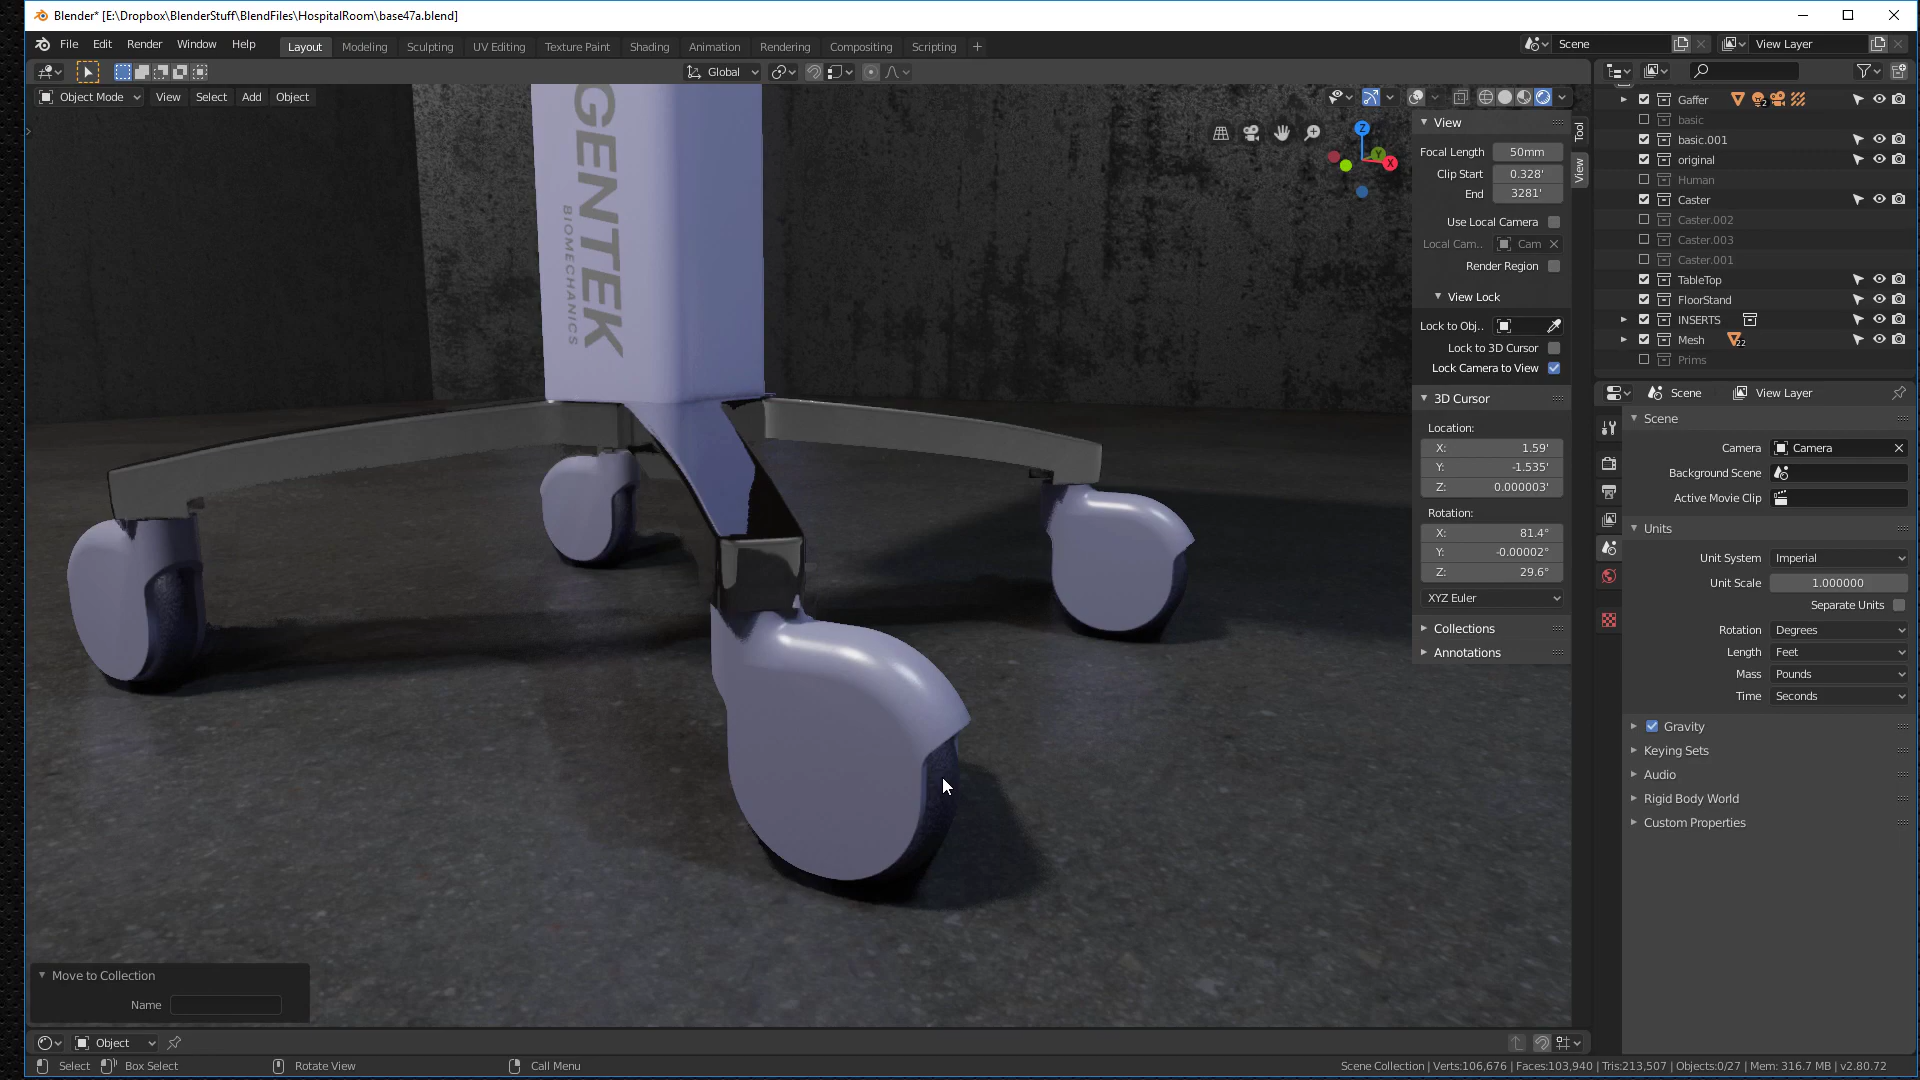 Blender* [E:\Dropbox\BlenderStuff\BlendFiles\HospitalRoom\base47a.blend]
File Edit Render Window Help
Layout Modeling Sculpting UV Editing Texture Paint Shading Animation Rendering Compositing Scripting +
Scene
View Layer
Global
Object Mode View Select Add Object
GENTEK
BIOMECHANICS
Z
Y
X
View
Focal Length 50mm
Clip Start 0.328'
End 3281'
Use Local Camera
Local Cam.. Cam
Render Region
View Lock
Lock to Obj..
Lock to 3D Cursor
Lock Camera to View
3D Cursor
Location:
X: 1.59'
Y: -1.535'
Z: 0.000003'
Rotation:
X: 81.4°
Y: -0.00002°
Z: 29.6°
XYZ Euler
Collections
Annotations
Tool
View
Gaffer 2
basic
basic.001
original
Human
Caster
Caster.002
Caster.003
Caster.001
TableTop
FloorStand
INSERTS
Mesh 22
Prims
Scene View Layer
Scene
Camera Camera
Background Scene
Active Movie Clip
Units
Unit System Imperial
Unit Scale 1.000000
Separate Units
Rotation Degrees
Length Feet
Mass Pounds
Time Seconds
Gravity
Keying Sets
Audio
Rigid Body World
Custom Properties
Move to Collection
Name
Object
Select Box Select Rotate View Call Menu
Scene Collection | Verts:106,676 | Faces:103,940 | Tris:213,507 | Objects:0/27 | Mem: 316.7 MB | v2.80.72